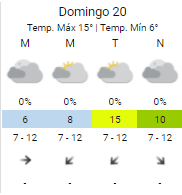 Domingo 20
Temp. Máx 15° | Temp. Mín 6°
M M T N
0% 0% 0% 0%
6 8 15 10
7 - 12 7 - 12 7 - 12 7 - 12
- - - -